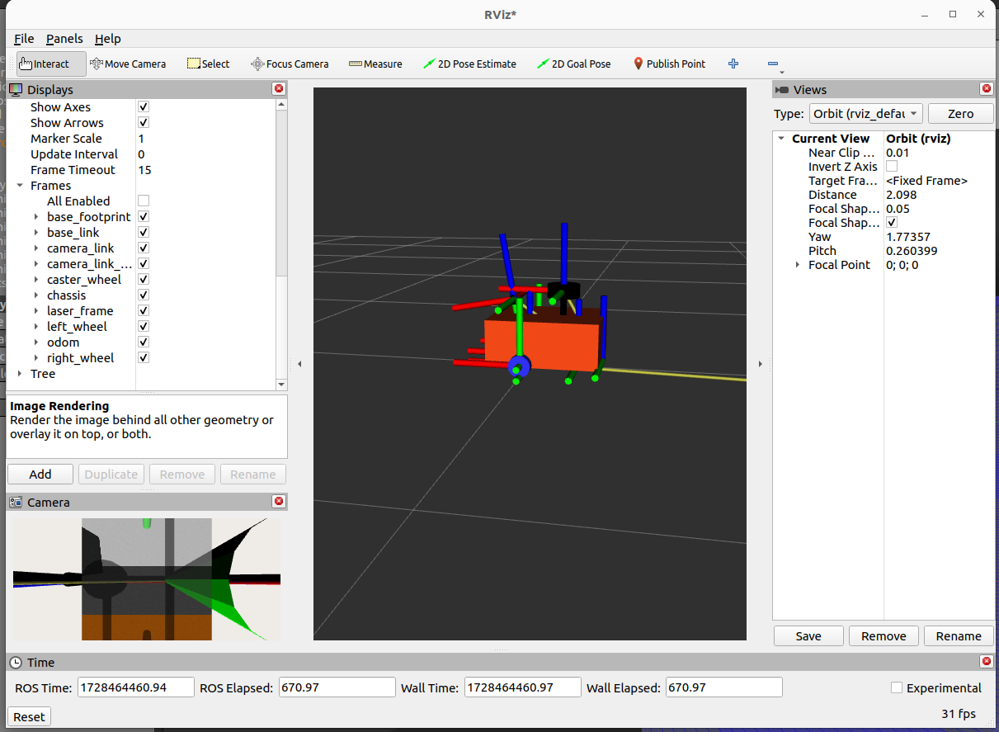 RViz*
File Panels Help
Interact Move Camera Select Focus Camera Measure 2D Pose Estimate 2D Goal Pose Publish Point
Displays
Show Axes
Show Arrows
Marker Scale 1
Update Interval 0
Frame Timeout 15
Frames
All Enabled
base_footprint
base_link
camera_link
camera_link_...
caster_wheel
chassis
laser_frame
left_wheel
odom
right_wheel
Tree
Image Rendering
Render the image behind all other geometry or
overlay it on top, or both.
Add Duplicate Remove Rename
Camera
Views
Type: Orbit (rviz_defau Zero
Current View Orbit (rviz)
Near Clip ... 0.01
Invert Z Axis
Target Fra... <Fixed Frame>
Distance 2.098
Focal Shap... 0.05
Focal Shap...
Yaw 1.77357
Pitch 0.260399
Focal Point 0; 0; 0
Save Remove Rename
Time
ROS Time: 1728464460.94 ROS Elapsed: 670.97 Wall Time: 1728464460.97 Wall Elapsed: 670.97 Experimental
Reset 31 fps